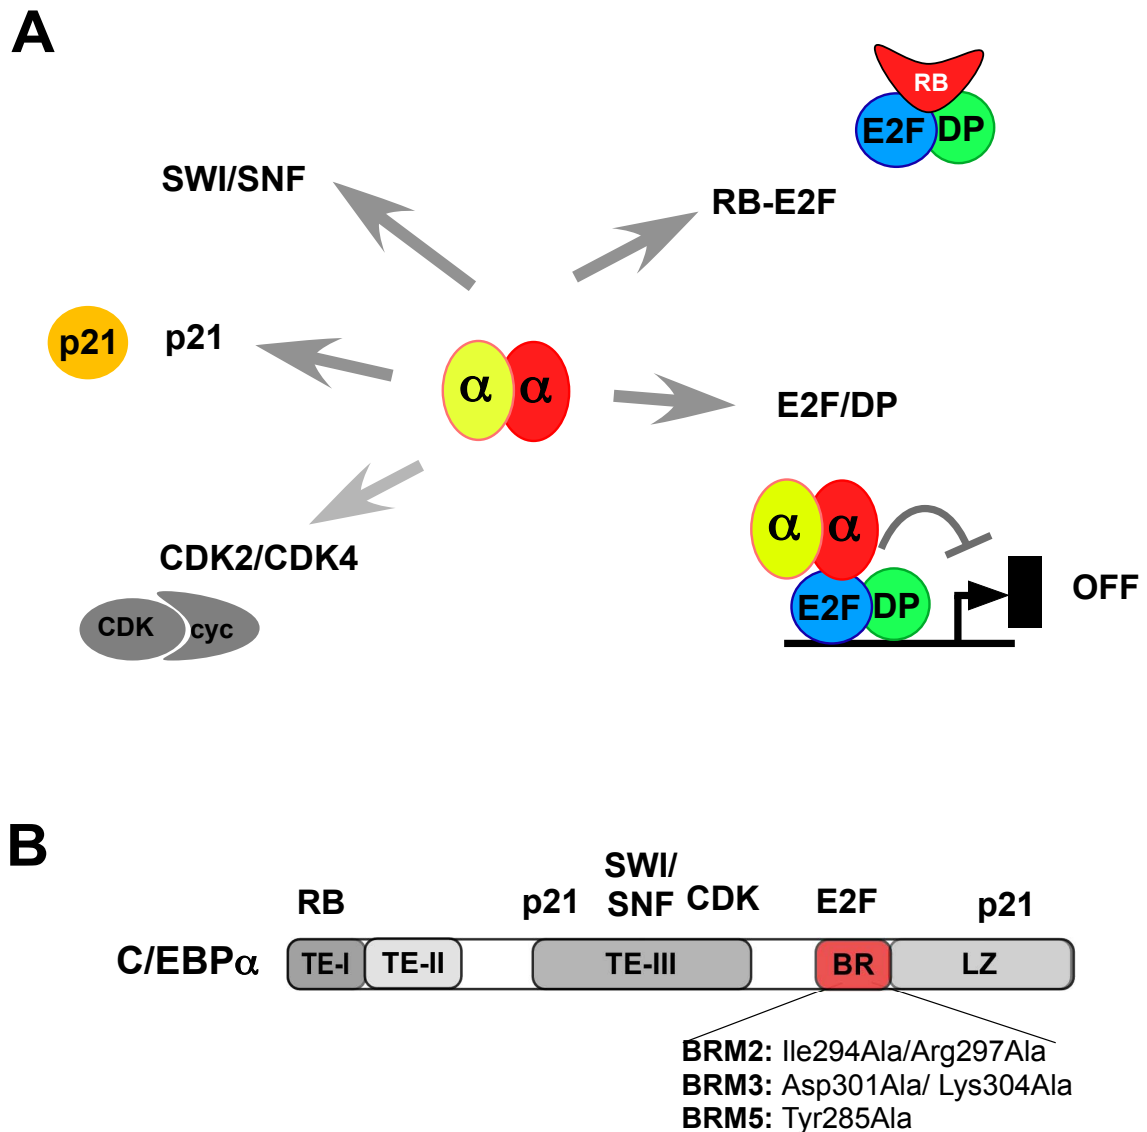 A
RB
E2F DP
SWI/SNF
RB-E2F
p21 p21
α α
E2F/DP
CDK2/CDK4
α α
CDK cyc
E2F DP
OFF
B
RB
p21
SWI/
SNF
CDK
E2F
p21
C/EBPα
TE-I TE-II TE-III BR LZ
BRM2: Ile294Ala/Arg297Ala
BRM3: Asp301Ala/ Lys304Ala
BRM5: Tyr285Ala